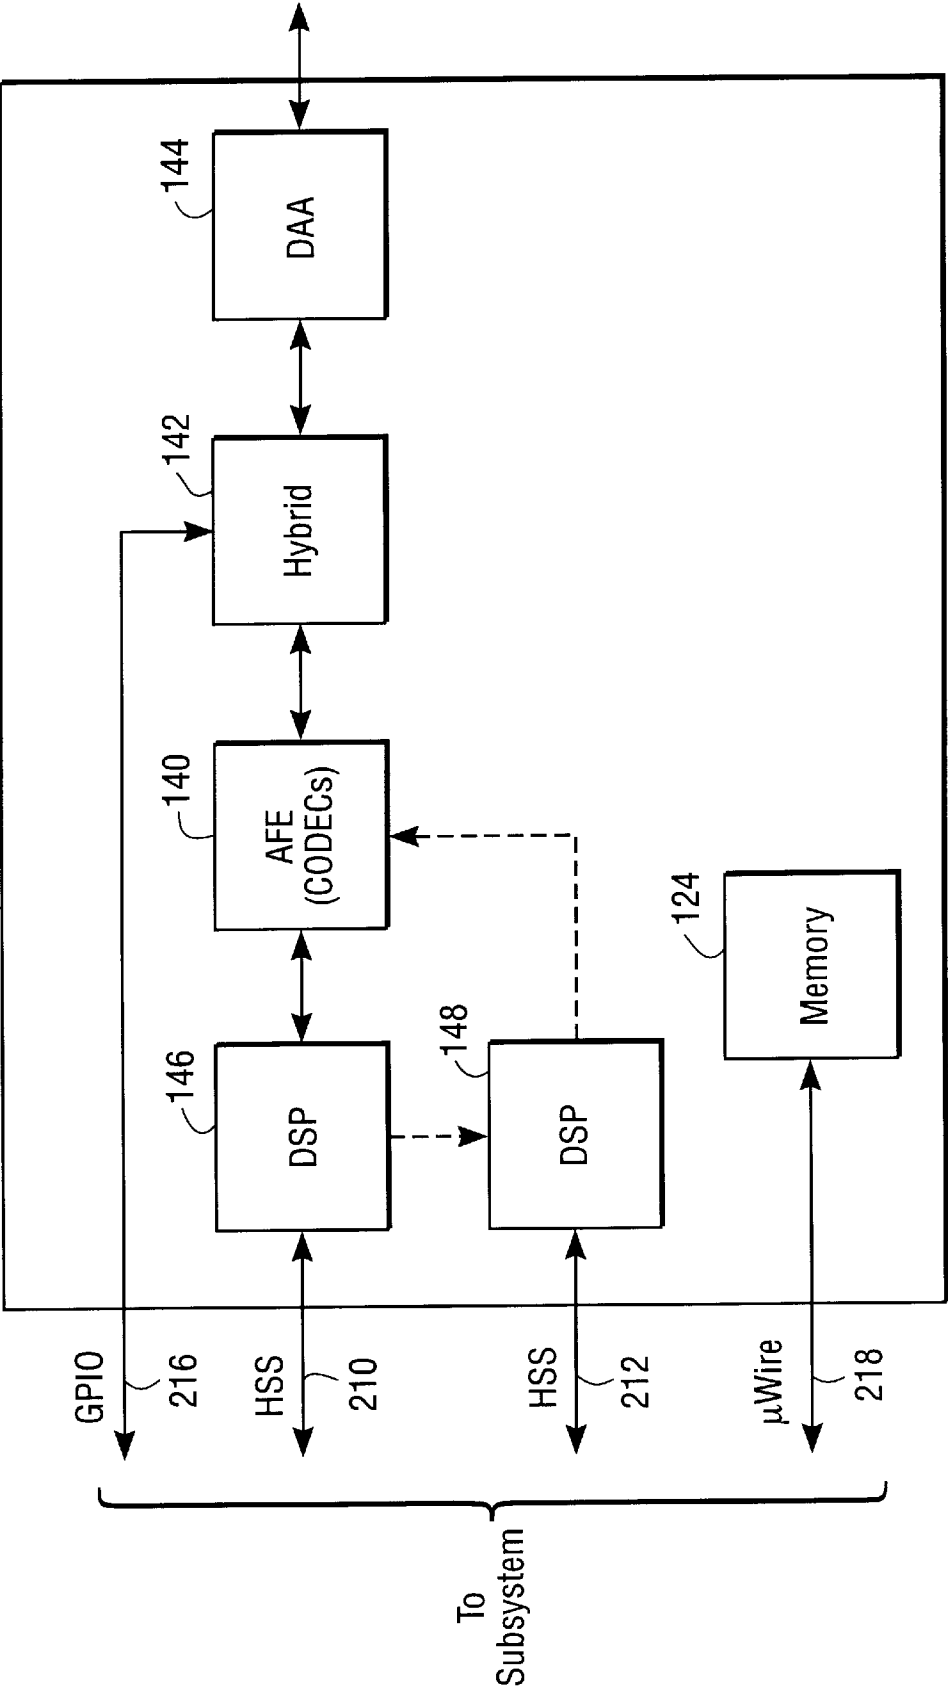 GPIO
216
HSS
210
HSS
212
µWire
218
To
Subsystem
DSP
146
DSP
148
AFE
(CODECs)
140
Hybrid
142
DAA
144
Memory
124